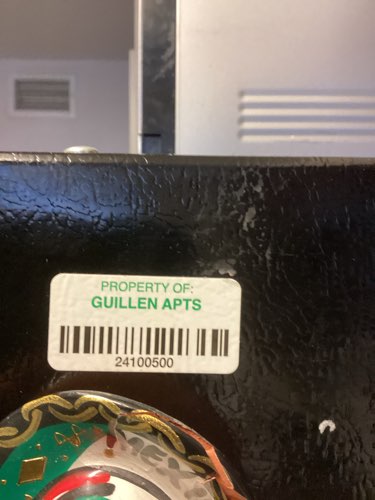 PROPERTY OF:
GUILLEN APTS
24100500